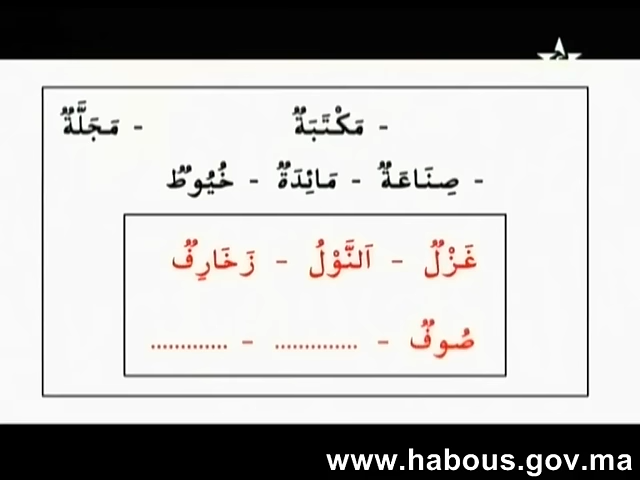 - مَكْتَبَةٌ - مَجَلَّةٌ
- صِنَاعَةٌ - مَائِدَةٌ - خُيُوطٌ
غَزْلٌ - اَلنَّوْلُ - زَخَارِفٌ
صُوفٌ - ............. - .............
www.habous.gov.ma